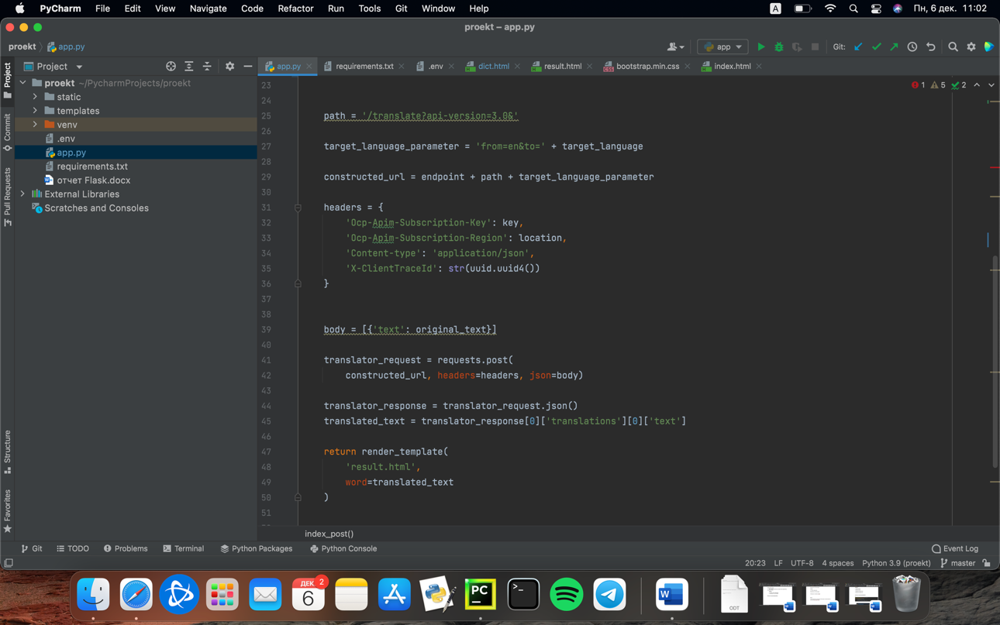 PyCharm File Edit View Navigate Code Refactor Run Tools Git Window Help A Пн, 6 дек. 11:02
proekt – app.py
proekt app.py app Git:
Project app.py requirements.txt .env dict.html result.html bootstrap.min.css index.html
Project
Commit
Pull Requests
Structure
Favorites
proekt ~/PycharmProjects/proekt
static
templates
venv
.env
app.py
requirements.txt
отчет Flask.docx
External Libraries
Scratches and Consoles
1 5 2
23
24
25 path = '/translate?api-version=3.0&'
26
27 target_language_parameter = 'from=en&to=' + target_language
28
29 constructed_url = endpoint + path + target_language_parameter
30
31 headers = {
32 'Ocp-Apim-Subscription-Key': key,
33 'Ocp-Apim-Subscription-Region': location,
34 'Content-type': 'application/json',
35 'X-ClientTraceId': str(uuid.uuid4())
36 }
37
38
39 body = [{'text': original_text}]
40
41 translator_request = requests.post(
42 constructed_url, headers=headers, json=body)
43
44 translator_response = translator_request.json()
45 translated_text = translator_response[0]['translations'][0]['text']
46
47 return render_template(
48 'result.html',
49 word=translated_text
50 )
51
index_post()
Git TODO Problems Terminal Python Packages Python Console Event Log
20:23 LF UTF-8 4 spaces Python 3.9 (proekt) master
ДЕК 2
6
PC
>_
W
ODT